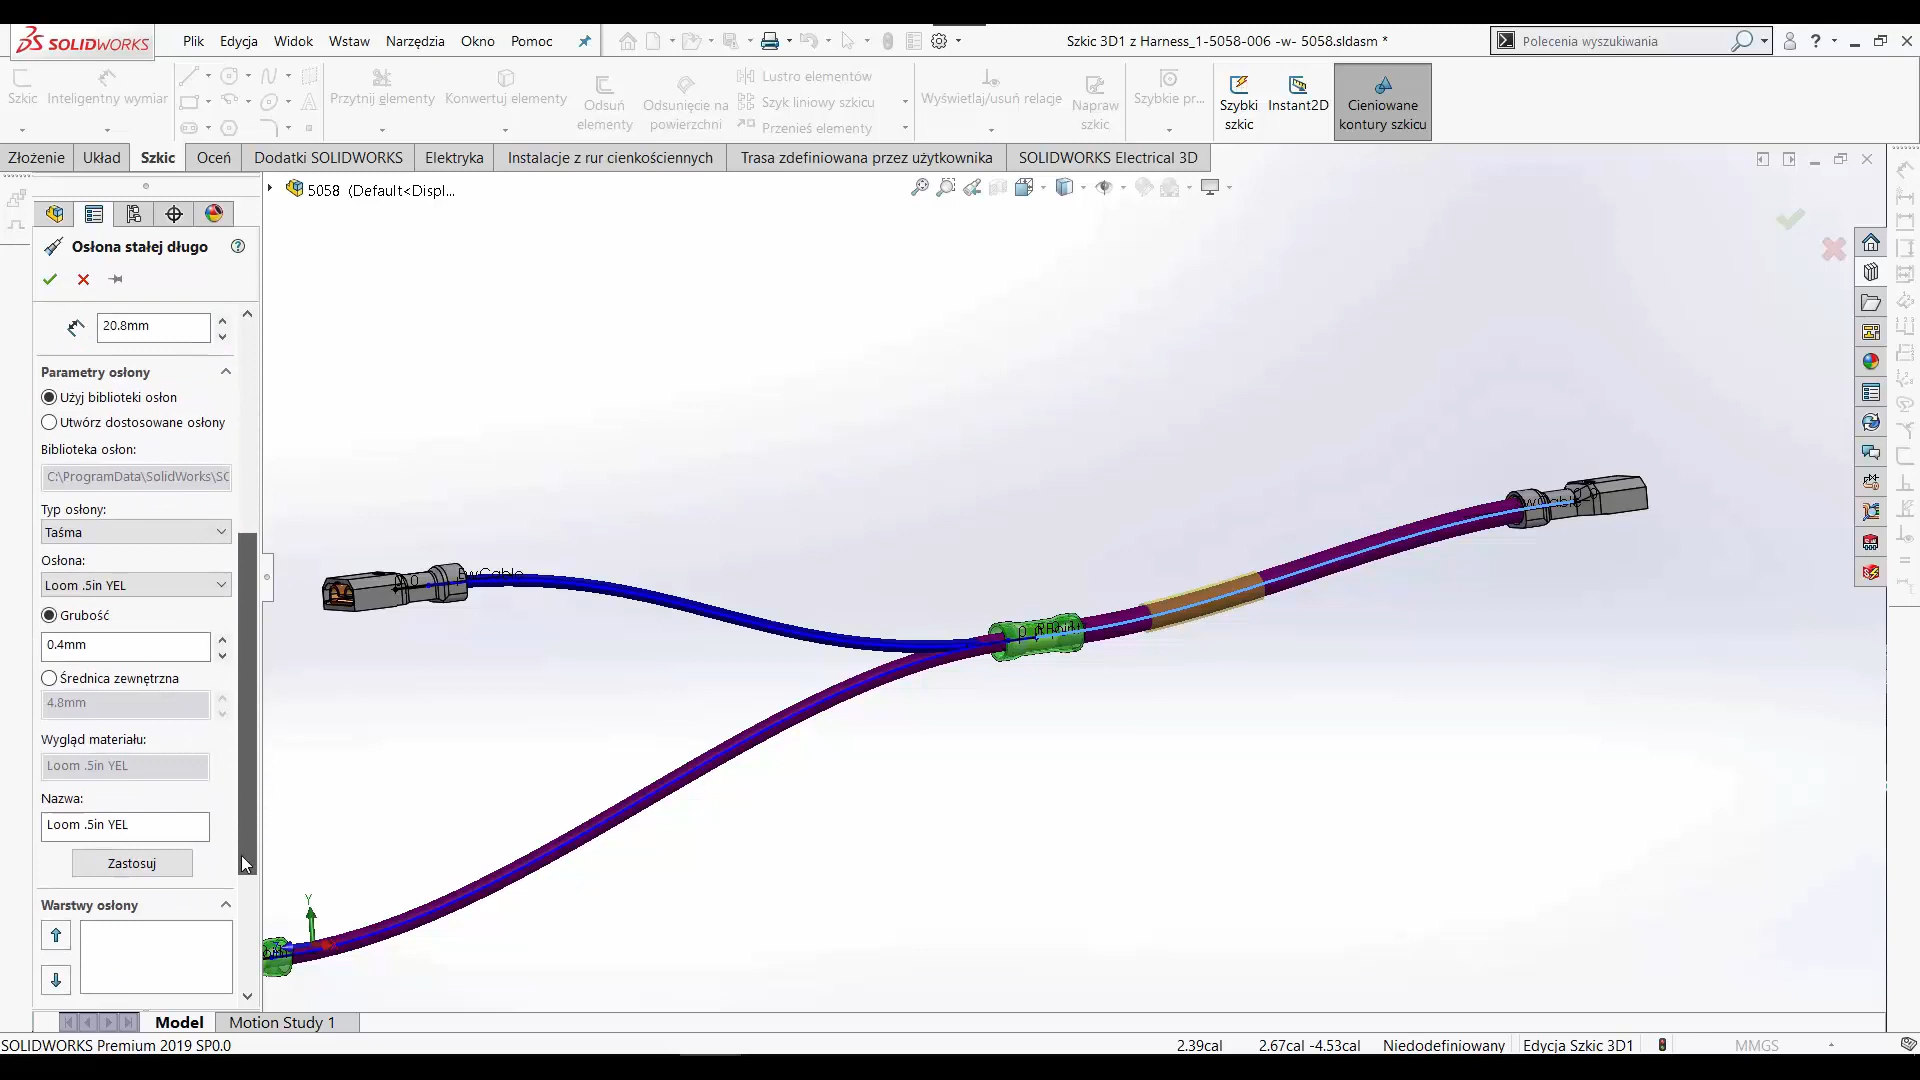 SOLIDWORKS
Plik Edycja Widok Wstaw Narzędzia Okno Pomoc
Szkic 3D1 z Harness_1-5058-006 -w- 5058.sldasm *
Polecenia wyszukiwania
Szkic Inteligentny wymiar
Przytnij elementy Konwertuj elementy
Odsuń elementy
Odsunięcie na powierzchni
Lustro elementów
Szyk liniowy szkicu
Przenieś elementy
Wyświetlaj/usuń relacje
Napraw szkic
Szybkie pr...
Szybki szkic
Instant2D
Cieniowane kontury szkicu
Złożenie Układ Szkic Oceń Dodatki SOLIDWORKS Elektryka Instalacje z rur cienkościennych Trasa zdefiniowana przez użytkownika SOLIDWORKS Electrical 3D
5058 (Default<Displ...
Osłona stałej długo
20.8mm
Parametry osłony
Użyj biblioteki osłon
Utwórz dostosowane osłony
Biblioteka osłon:
C:\ProgramData\SolidWorks\SC
Typ osłony:
Taśma
Osłona:
Loom .5in YEL
Grubość
0.4mm
Średnica zewnętrzna
4.8mm
Wygląd materiału:
Loom .5in YEL
Nazwa:
Loom .5in YEL
Zastosuj
Warstwy osłony
EwCable
Y
Model Motion Study 1
SOLIDWORKS Premium 2019 SP0.0
2.39cal 2.67cal -4.53cal Niedodefiniowany Edycja Szkic 3D1 MMGS